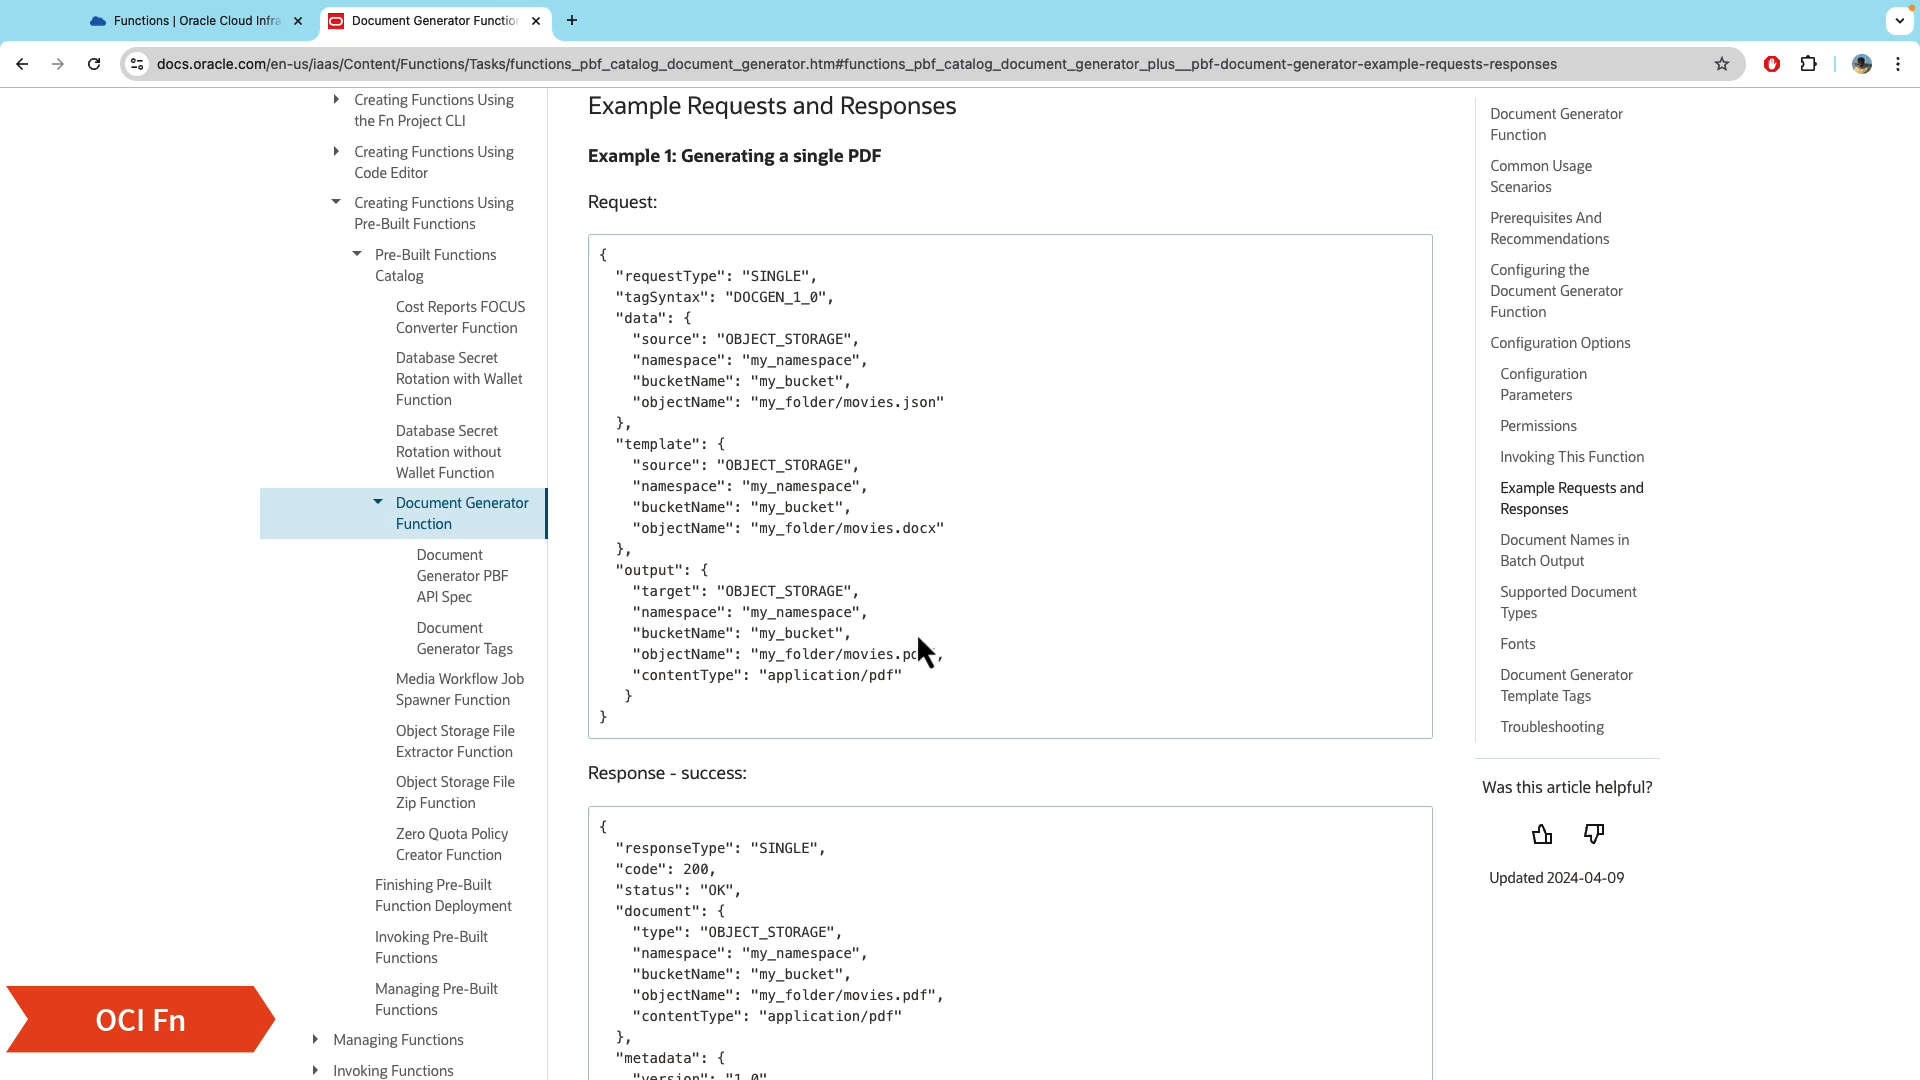 Functions | Oracle Cloud Infra
Document Generator Functio
docs.oracle.com/en-us/iaas/Content/Functions/Tasks/functions_pbf_catalog_document_generator.htm#functions_pbf_catalog_document_generator_plus__pbf-document-generator-example-requests-responses
Creating Functions Using
the Fn Project CLI
Creating Functions Using
Code Editor
Creating Functions Using
Pre-Built Functions
Pre-Built Functions
Catalog
Cost Reports FOCUS
Converter Function
Database Secret
Rotation with Wallet
Function
Database Secret
Rotation without
Wallet Function
Document Generator
Function
Document
Generator PBF
API Spec
Document
Generator Tags
Media Workflow Job
Spawner Function
Object Storage File
Extractor Function
Object Storage File
Zip Function
Zero Quota Policy
Creator Function
Finishing Pre-Built
Function Deployment
Invoking Pre-Built
Functions
Managing Pre-Built
Functions
Managing Functions
Invoking Functions
OCI Fn
Example Requests and Responses
Example 1: Generating a single PDF
Request:
{
"requestType": "SINGLE",
"tagSyntax": "DOCGEN_1_0",
"data": {
"source": "OBJECT_STORAGE",
"namespace": "my_namespace",
"bucketName": "my_bucket",
"objectName": "my_folder/movies.json"
},
"template": {
"source": "OBJECT_STORAGE",
"namespace": "my_namespace",
"bucketName": "my_bucket",
"objectName": "my_folder/movies.docx"
},
"output": {
"target": "OBJECT_STORAGE",
"namespace": "my_namespace",
"bucketName": "my_bucket",
"objectName": "my_folder/movies.pdf",
"contentType": "application/pdf"
}
}
Response - success:
{
"responseType": "SINGLE",
"code": 200,
"status": "OK",
"document": {
"type": "OBJECT_STORAGE",
"namespace": "my_namespace",
"bucketName": "my_bucket",
"objectName": "my_folder/movies.pdf",
"contentType": "application/pdf"
},
"metadata": {
"version": "1.0"
Document Generator
Function
Common Usage
Scenarios
Prerequisites And
Recommendations
Configuring the
Document Generator
Function
Configuration Options
Configuration
Parameters
Permissions
Invoking This Function
Example Requests and
Responses
Document Names in
Batch Output
Supported Document
Types
Fonts
Document Generator
Template Tags
Troubleshooting
Was this article helpful?
Updated 2024-04-09